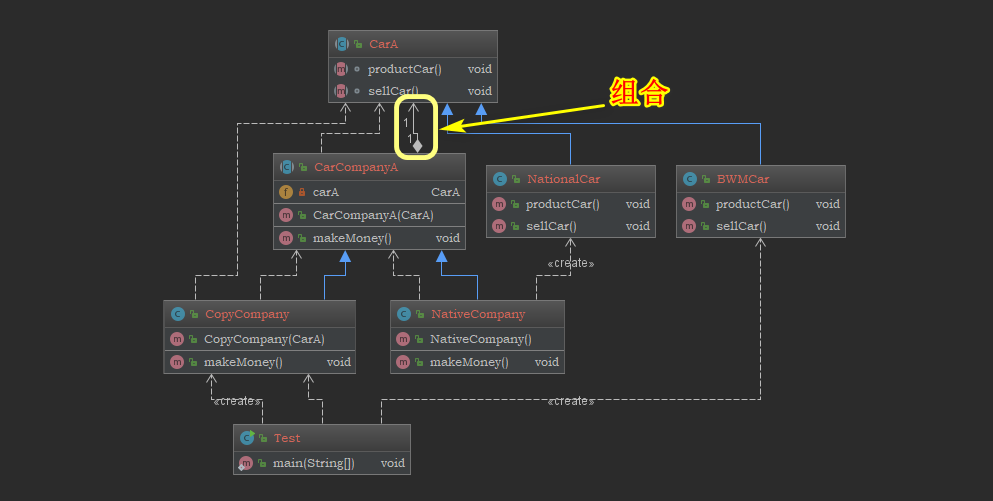 CarA
productCar() void
sellCar() void
组合
1
1
CarCompanyA
carA CarA
CarCompanyA(CarA)
makeMoney() void
NationalCar
productCar() void
sellCar() void
BWMCar
productCar() void
sellCar() void
«create»
CopyCompany
CopyCompany(CarA)
makeMoney() void
NativeCompany
NativeCompany()
makeMoney() void
«create»
«create»
Test
main(String[]) void